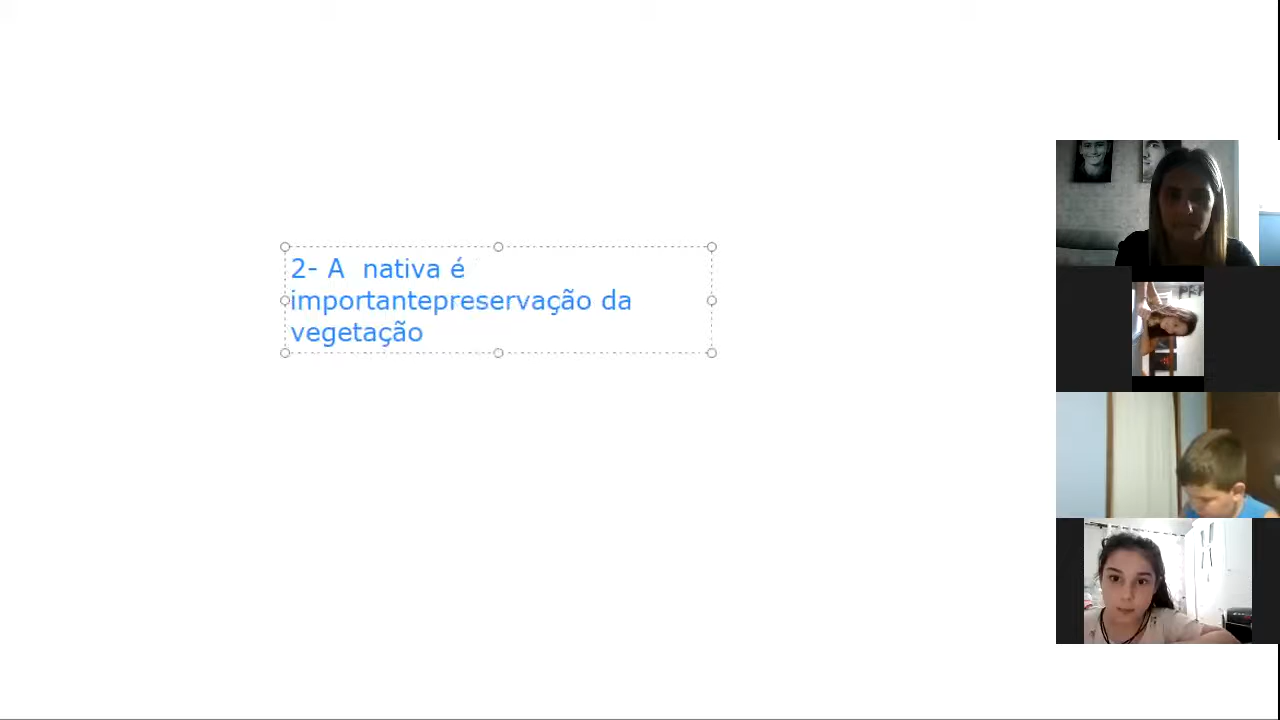 2- A  nativa é
importantepreservação da
vegetação